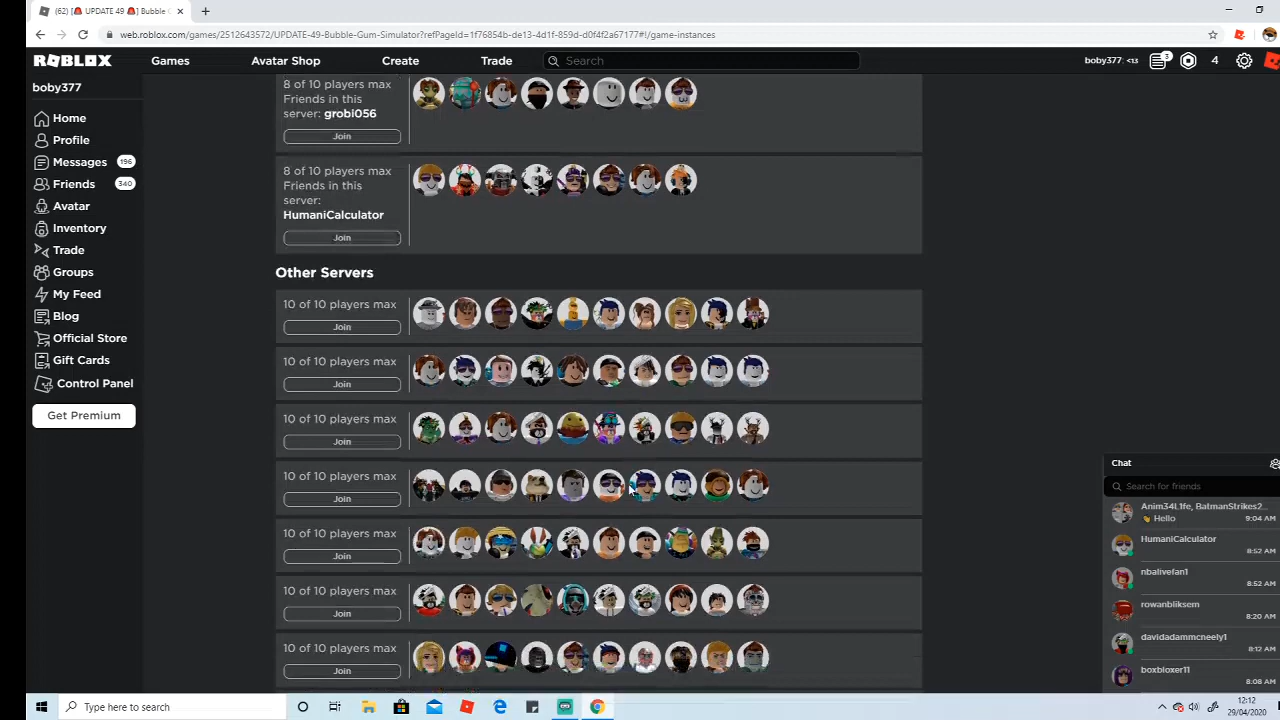 (62) [🚨 UPDATE 49 🚨] Bubble G
web.roblox.com/games/2512643572/UPDATE-49-Bubble-Gum-Simulator?refPageId=1f76854b-de13-4d1f-859d-d0f4f2a67177#!/game-instances
ROBLOX
Games
Avatar Shop
Create
Trade
Search
boby377: <13
3
4
boby377
Home
Profile
Messages 196
Friends 340
Avatar
Inventory
Trade
Groups
My Feed
Blog
Official Store
Gift Cards
Control Panel
Get Premium
8 of 10 players max
Friends in this
server: grobi056
Join
8 of 10 players max
Friends in this
server:
HumaniCalculator
Join
Other Servers
10 of 10 players max
Join
10 of 10 players max
Join
10 of 10 players max
Join
10 of 10 players max
Join
10 of 10 players max
Join
10 of 10 players max
Join
10 of 10 players max
Join
Chat
Search for friends
Anim34L1fe, BatmanStrikes2...
👋 Hello 9:04 AM
HumaniCalculator
8:52 AM
nbalivefan1
8:52 AM
rowanbliksem
8:20 AM
davidadammcneely1
8:12 AM
boxbloxer11
8:08 AM
Type here to search
12:12
29/04/2020